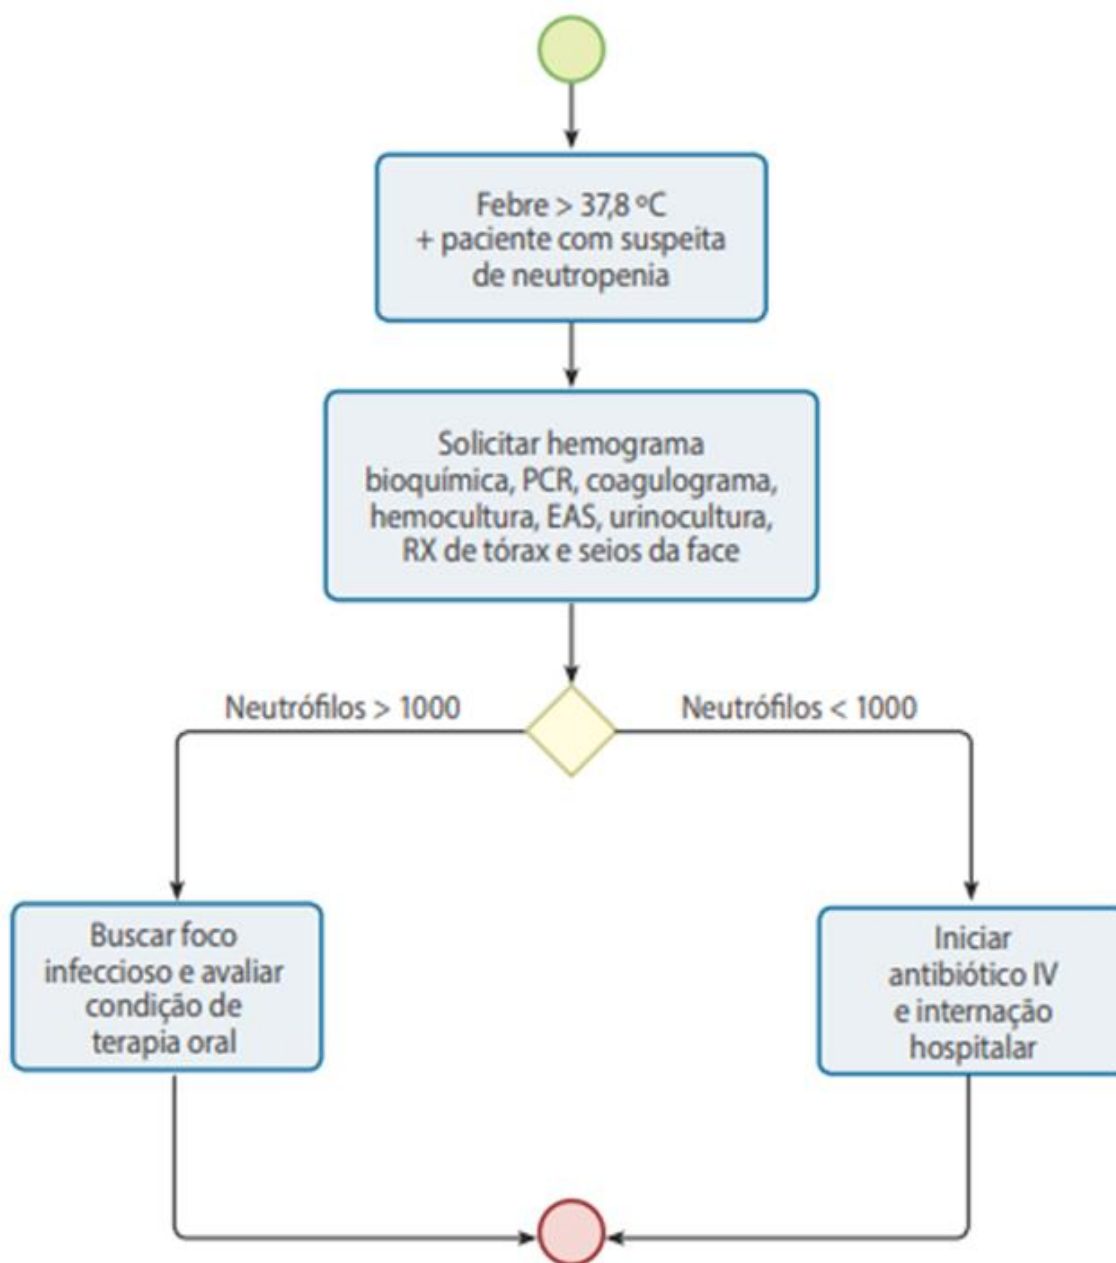 Febre > 37,8 ºC
+ paciente com suspeita
de neutropenia
Solicitar hemograma
bioquímica, PCR, coagulograma,
hemocultura, EAS, urinocultura,
RX de tórax e seios da face
Neutrófilos > 1000
Neutrófilos < 1000
Buscar foco
infeccioso e avaliar
condição de
terapia oral
Iniciar
antibiótico IV
e internação
hospitalar